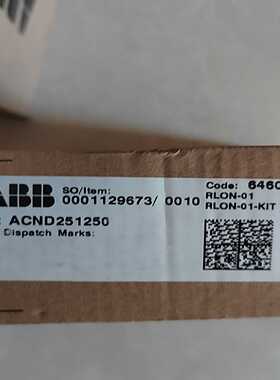 ABB
SO/Item:
0001129673/ 0010
Code: 6460
RLON-01
RLON-01-KIT
: ACND251250
Dispatch Marks: